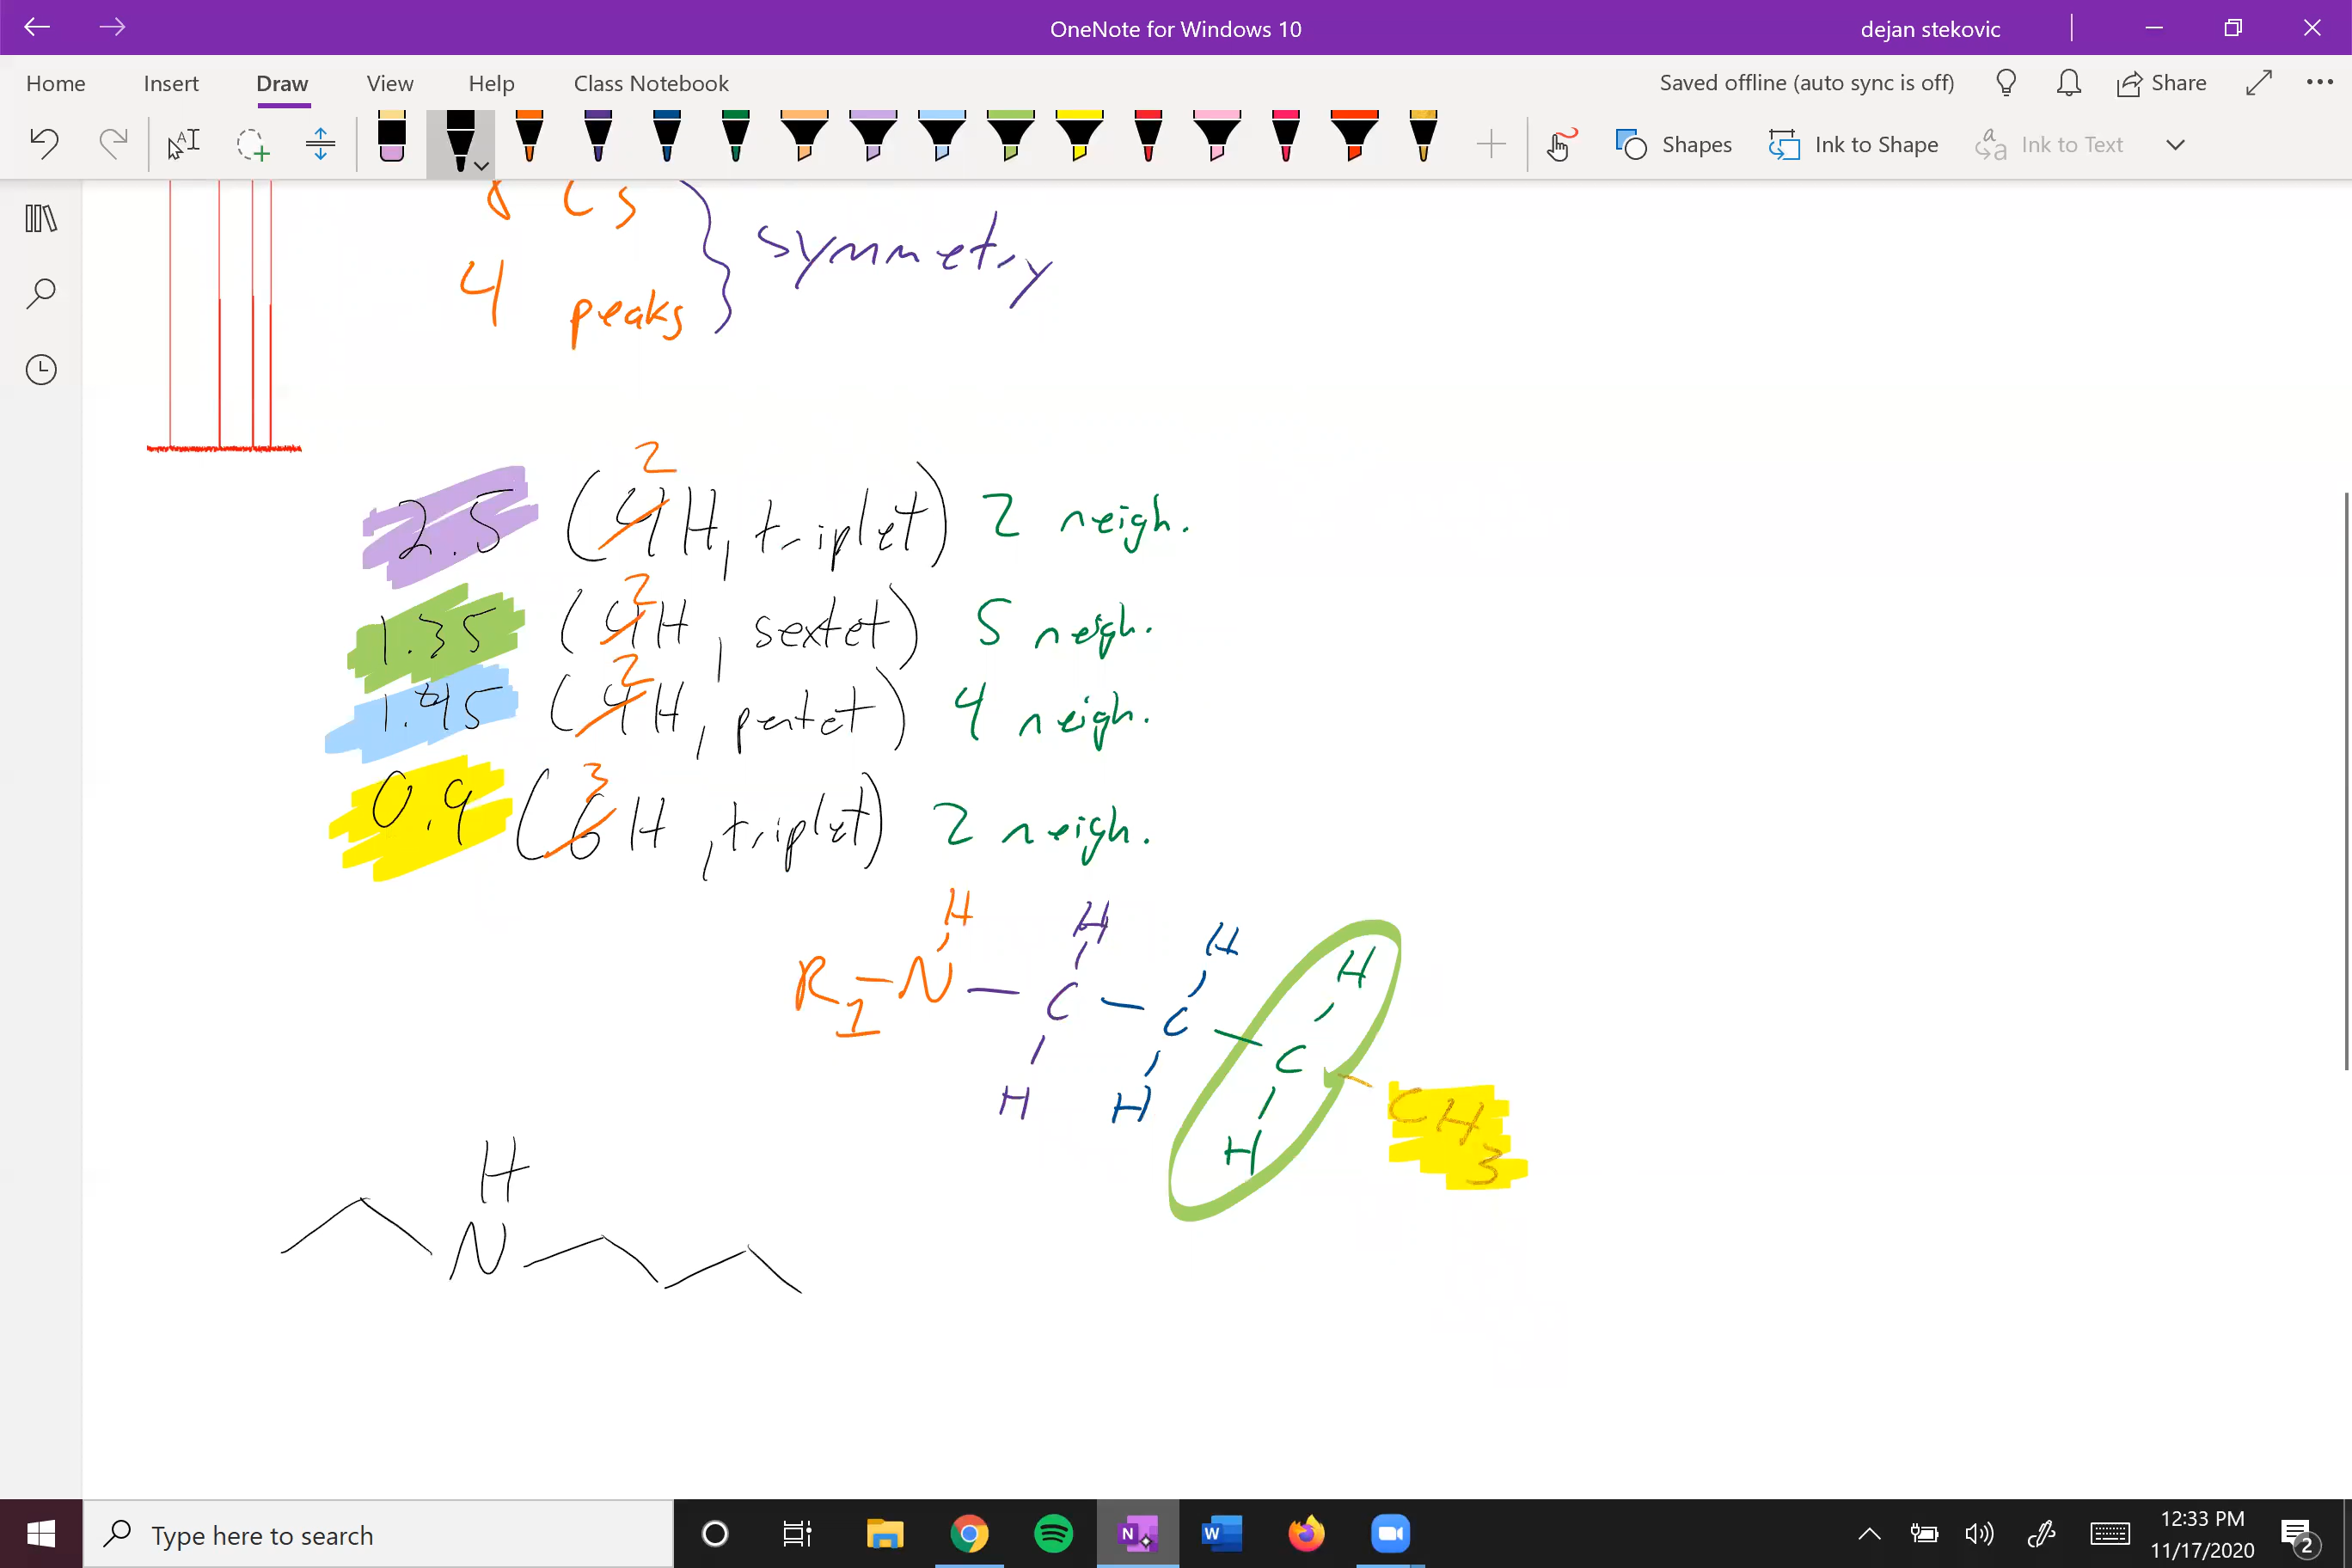 OneNote for Windows 10
dejan stekovic
Home Insert Draw View Help Class Notebook
Saved offline (auto sync is off) Share
Shapes Ink to Shape Ink to Text
8 Cs
4 peaks
symmetry
2
2.5 (4H, triplet) 2 neigh.
2
1.35 (4H, sextet) 5 neigh.
2
1.45 (4H, pentet) 4 neigh.
3
0.9 (6H, triplet) 2 neigh.
H H H H
R1 – N – C – C – C – CH3
H H H
H
N
Type here to search
12:33 PM
11/17/2020
2